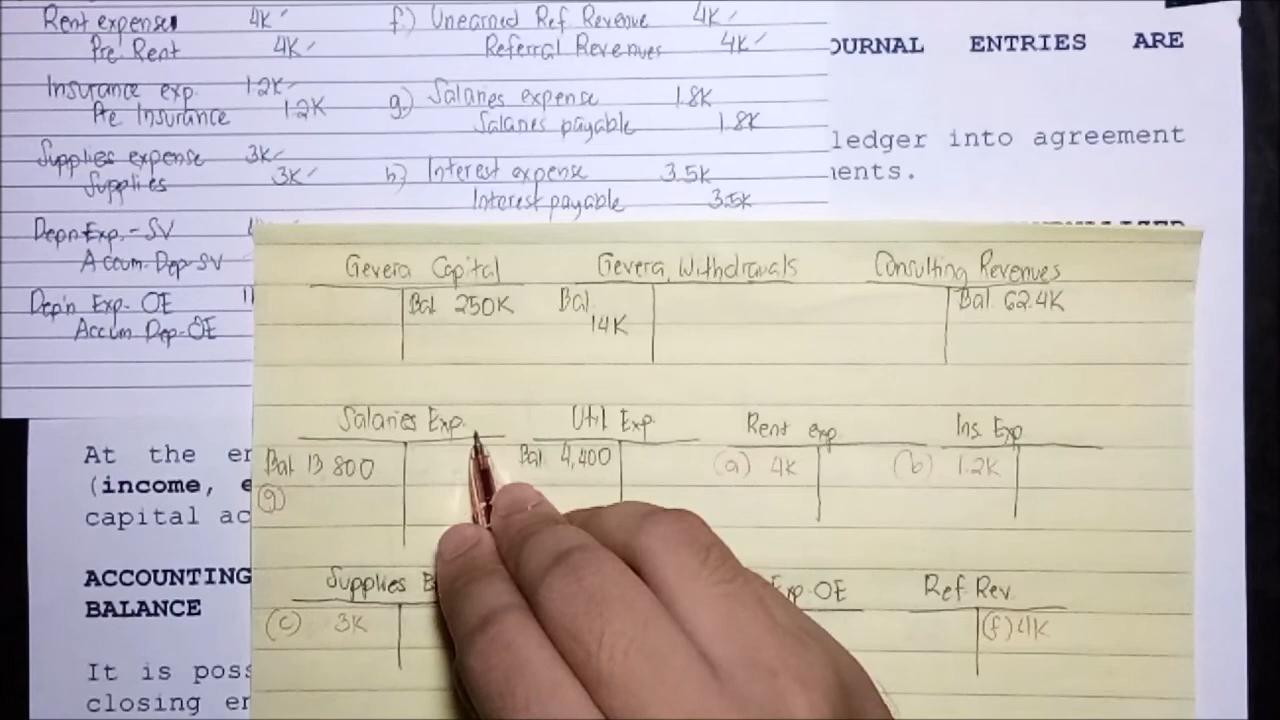 Rent expense 4K
Pre Rent 4K
Insurance exp. 1.2K
Pre Insurance 1.2K
Supplies expense 3K
Supplies 3K
Depn Exp. - SV
Accum. Dep-SV
Dep'n Exp- OE
Accum Dep-OE
f.) Unearned Ref Revenue 4K
Referral Revenues 4K
g.) Salaries expense 1.8K
Salaries payable 1.8K
h) Interest expense 3.5K
Interest payable 3.5K
OURNAL ENTRIES ARE
ledger into agreement
ments.
Gevera Capital
Bal 250K
Gevera, Withdrawals
Bal.
14K
Consulting Revenues
Bal 62.4K
Salaries Exp.
Bal 13 800
(g)
Util Exp.
Bal 4,400
Rent exp.
(a) 4K
Ins. Exp
(b) 1.2K
Supplies E
(c) 3K
Exp-OE
Ref Rev.
(f) 4K
At the er
(income, e
capital ac
ACCOUNTING
BALANCE
It is poss
closing er